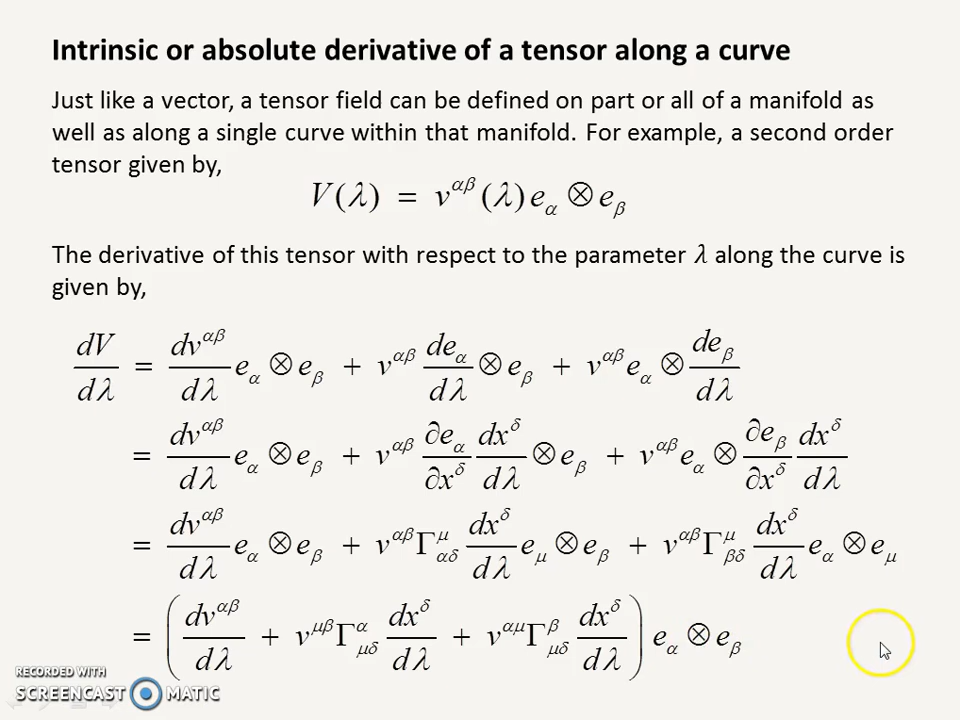 Intrinsic or absolute derivative of a tensor along a curve
Just like a vector, a tensor field can be defined on part or all of a manifold as
well as along a single curve within that manifold. For example, a second order
tensor given by,
V(λ) = v^{αβ}(λ) e_α ⊗ e_β
The derivative of this tensor with respect to the parameter λ along the curve is
given by,
dV/dλ = dv^{αβ}/dλ e_α ⊗ e_β + v^{αβ} de_α/dλ ⊗ e_β + v^{αβ} e_α ⊗ de_β/dλ
= dv^{αβ}/dλ e_α ⊗ e_β + v^{αβ} ∂e_α/∂x^δ dx^δ/dλ ⊗ e_β + v^{αβ} e_α ⊗ ∂e_β/∂x^δ dx^δ/dλ
= dv^{αβ}/dλ e_α ⊗ e_β + v^{αβ} Γ^μ_{αδ} dx^δ/dλ e_μ ⊗ e_β + v^{αβ} Γ^μ_{βδ} dx^δ/dλ e_α ⊗ e_μ
= (dv^{αβ}/dλ + v^{μβ} Γ^α_{μδ} dx^δ/dλ + v^{αμ} Γ^β_{μδ} dx^δ/dλ) e_α ⊗ e_β
RECORDED WITH
SCREENCAST MATIC